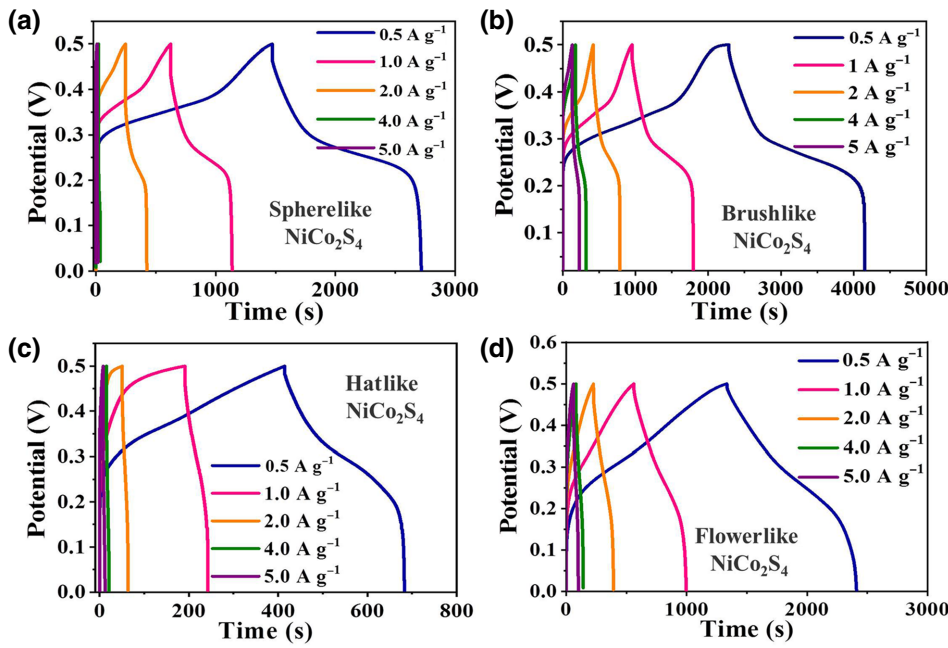 (a)
Potential (V)
0.5
0.4
0.3
0.2
0.1
0.0
0.5 A g⁻¹
1.0 A g⁻¹
2.0 A g⁻¹
4.0 A g⁻¹
5.0 A g⁻¹
Spherelike
NiCo₂S₄
0 1000 2000 3000
Time (s)
(b)
Potential (V)
0.5
0.4
0.3
0.2
0.1
0.5 A g⁻¹
1 A g⁻¹
2 A g⁻¹
4 A g⁻¹
5 A g⁻¹
Brushlike
NiCo₂S₄
0 1000 2000 3000 4000 5000
Time (s)
(c)
Potential (V)
0.5
0.4
0.3
0.2
0.1
0.0
Hatlike
NiCo₂S₄
0.5 A g⁻¹
1.0 A g⁻¹
2.0 A g⁻¹
4.0 A g⁻¹
5.0 A g⁻¹
0 200 400 600 800
Time (s)
(d)
Potential (V)
0.5
0.5
0.4
0.3
0.2
0.1
0.0
0.5 A g⁻¹
1.0 A g⁻¹
2.0 A g⁻¹
4.0 A g⁻¹
5.0 A g⁻¹
Flowerlike
NiCo₂S₄
0 1000 2000 3000
Time (s)